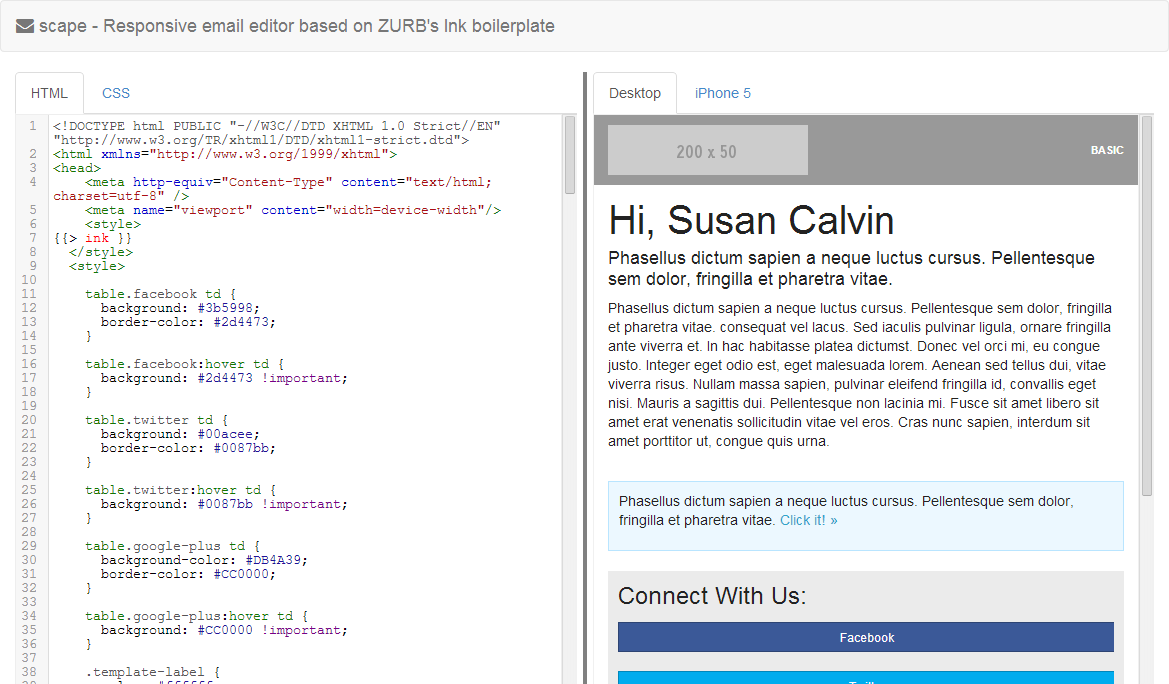 scape - Responsive email editor based on ZURB's Ink boilerplate
HTML
CSS
1 <!DOCTYPE html PUBLIC "-//W3C//DTD XHTML 1.0 Strict//EN"
"http://www.w3.org/TR/xhtml1/DTD/xhtml1-strict.dtd">
2 <html xmlns="http://www.w3.org/1999/xhtml">
3 <head>
4     <meta http-equiv="Content-Type" content="text/html;
charset=utf-8" />
5     <meta name="viewport" content="width=device-width"/>
6     <style>
7 {{> ink }}
8   </style>
9   <style>
10
11     table.facebook td {
12       background: #3b5998;
13       border-color: #2d4473;
14     }
15
16     table.facebook:hover td {
17       background: #2d4473 !important;
18     }
19
20     table.twitter td {
21       background: #00acee;
22       border-color: #0087bb;
23     }
24
25     table.twitter:hover td {
26       background: #0087bb !important;
27     }
28
29     table.google-plus td {
30       background-color: #DB4A39;
31       border-color: #CC0000;
32     }
33
34     table.google-plus:hover td {
35       background: #CC0000 !important;
36     }
37
38     .template-label {
Desktop
iPhone 5
200 x 50
BASIC
Hi, Susan Calvin
Phasellus dictum sapien a neque luctus cursus. Pellentesque
sem dolor, fringilla et pharetra vitae.
Phasellus dictum sapien a neque luctus cursus. Pellentesque sem dolor, fringilla
et pharetra vitae. consequat vel lacus. Sed iaculis pulvinar ligula, ornare fringilla
ante viverra et. In hac habitasse platea dictumst. Donec vel orci mi, eu congue
justo. Integer eget odio est, eget malesuada lorem. Aenean sed tellus dui, vitae
viverra risus. Nullam massa sapien, pulvinar eleifend fringilla id, convallis eget
nisi. Mauris a sagittis dui. Pellentesque non lacinia mi. Fusce sit amet libero sit
amet erat venenatis sollicitudin vitae vel eros. Cras nunc sapien, interdum sit
amet porttitor ut, congue quis urna.
Phasellus dictum sapien a neque luctus cursus. Pellentesque sem dolor,
fringilla et pharetra vitae. Click it! »
Connect With Us:
Facebook